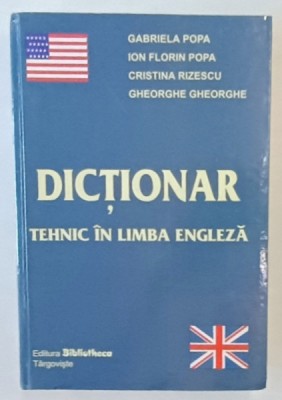 GABRIELA POPA
ION FLORIN POPA
CRISTINA RIZESCU
GHEORGHE GHEORGHE
DICȚIONAR
TEHNIC ÎN LIMBA ENGLEZĂ
Editura Bibliotheca
Târgoviște